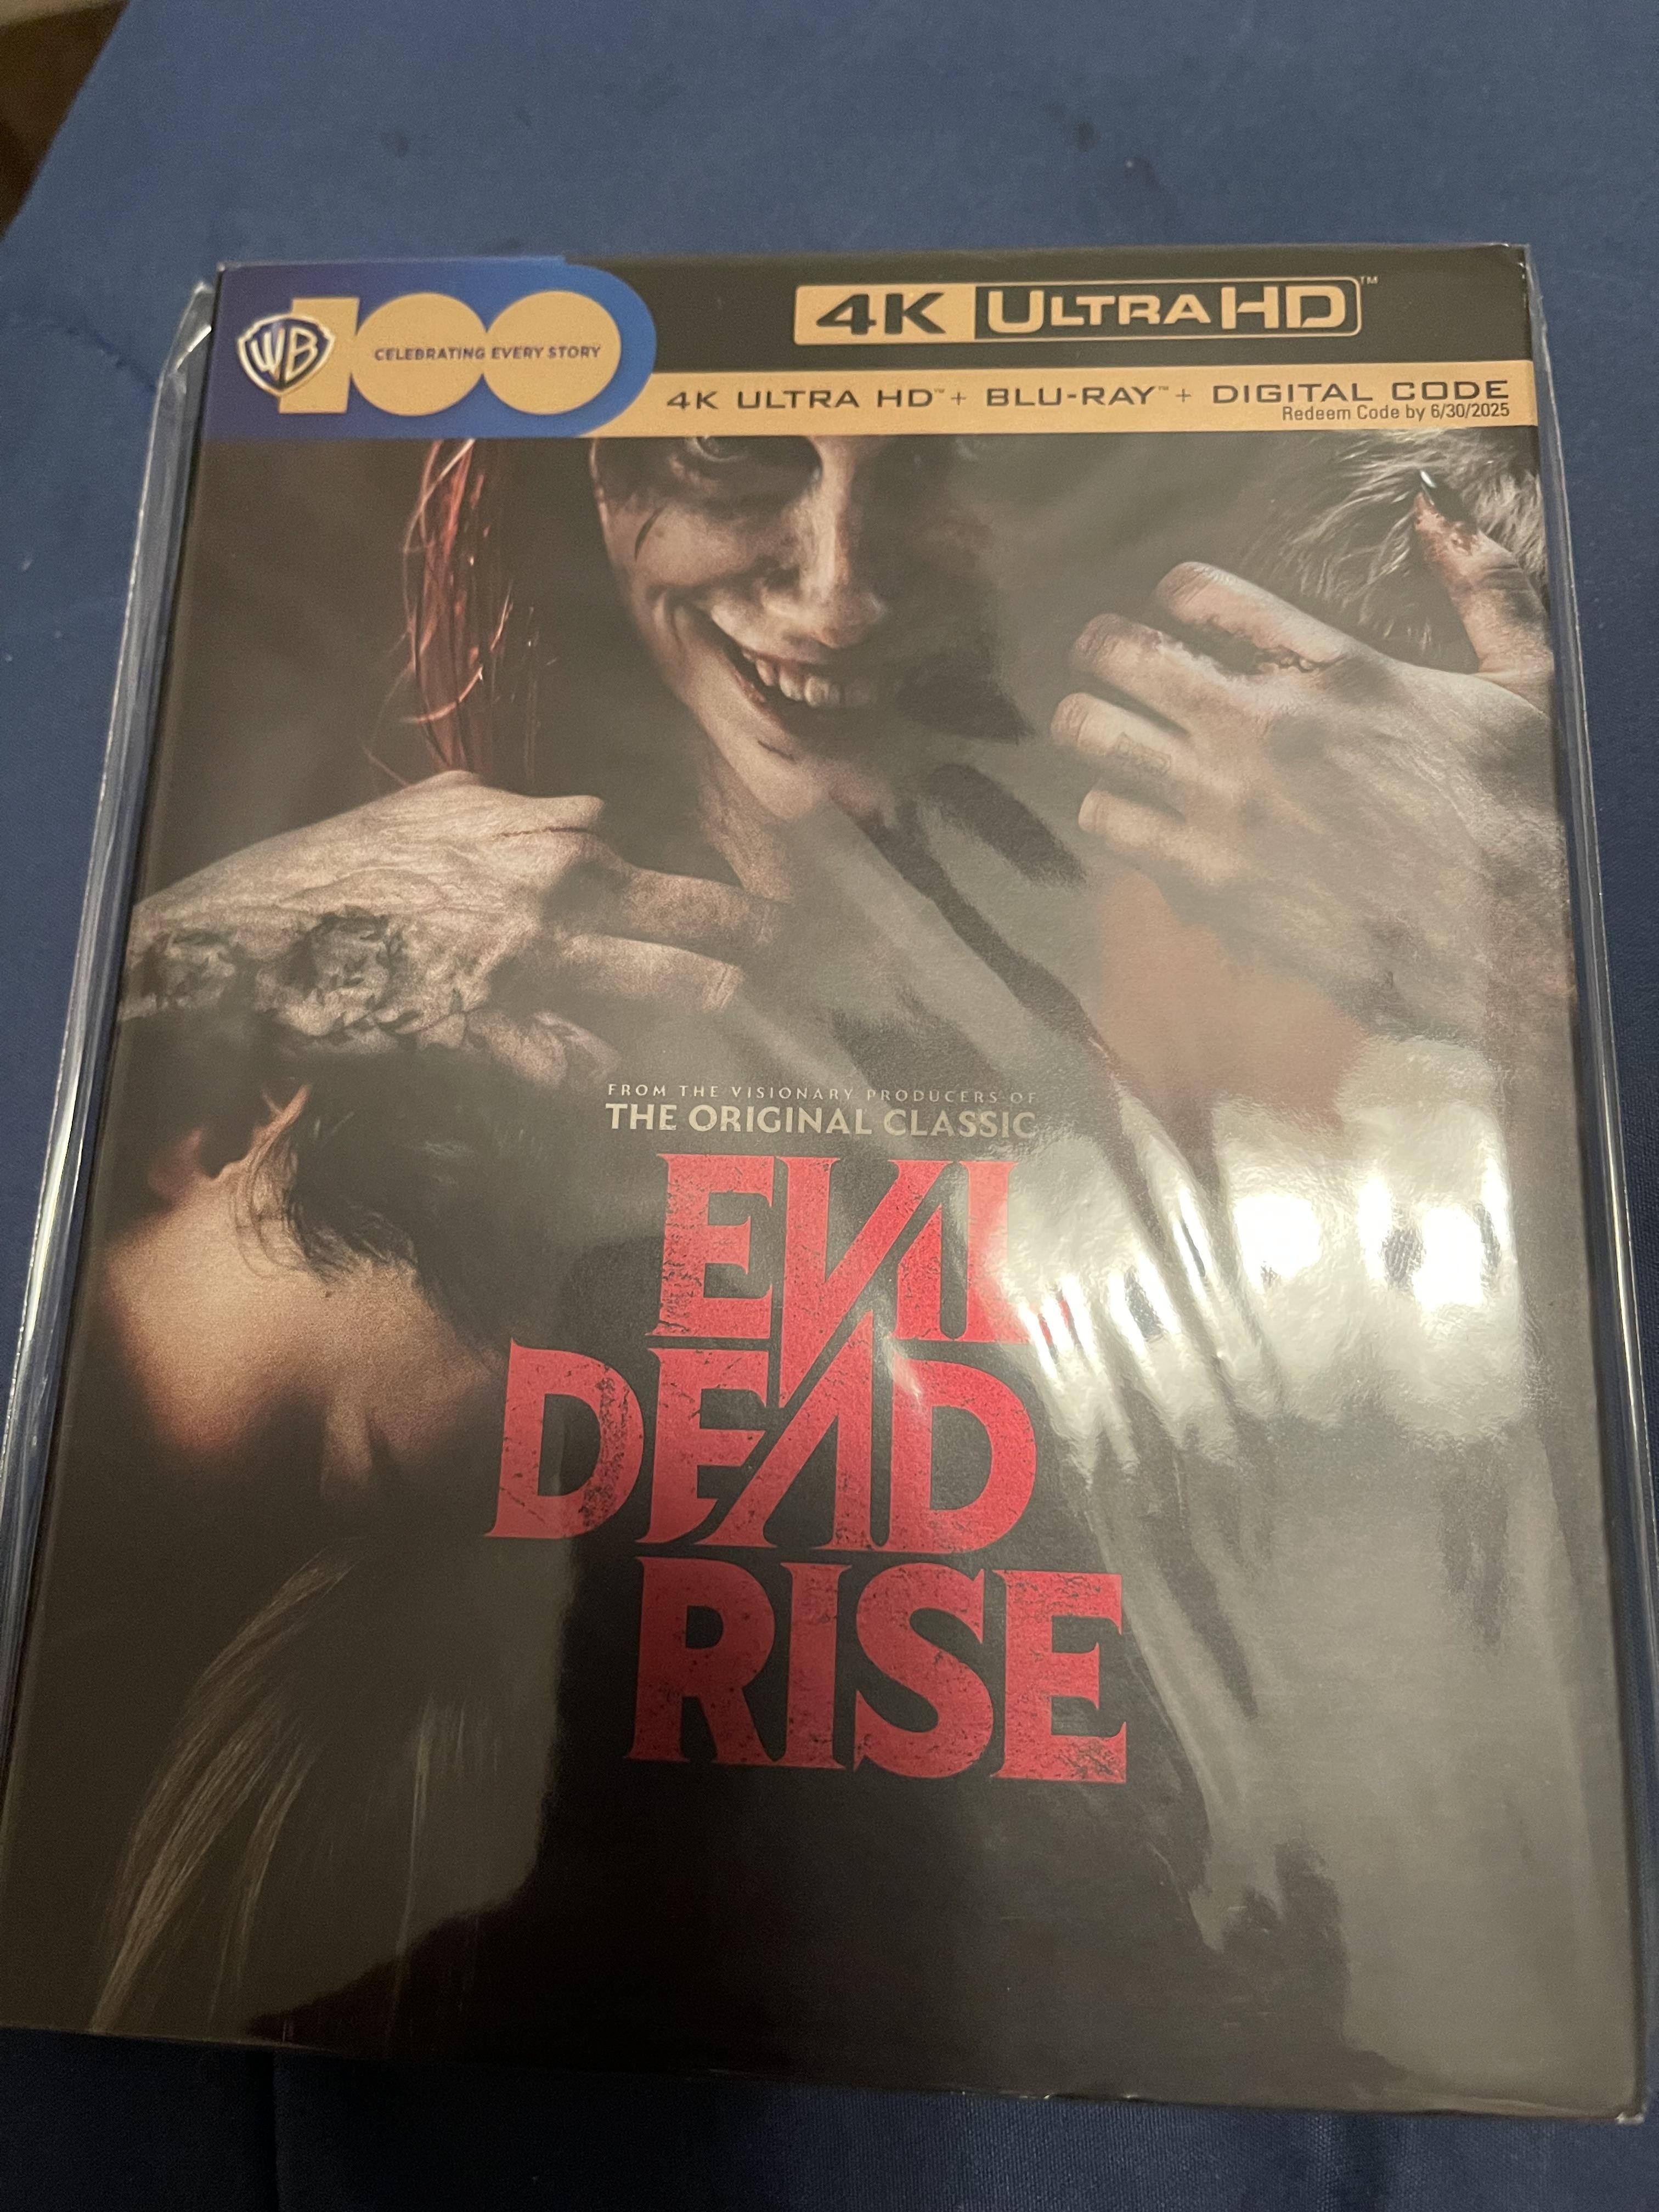 WB 100
CELEBRATING EVERY STORY
4K ULTRA HD™
4K ULTRA HD™ + BLU-RAY™ + DIGITAL CODE
Redeem Code by 6/30/2025
FROM THE VISIONARY PRODUCERS OF
THE ORIGINAL CLASSIC
EVIL
DEAD
RISE